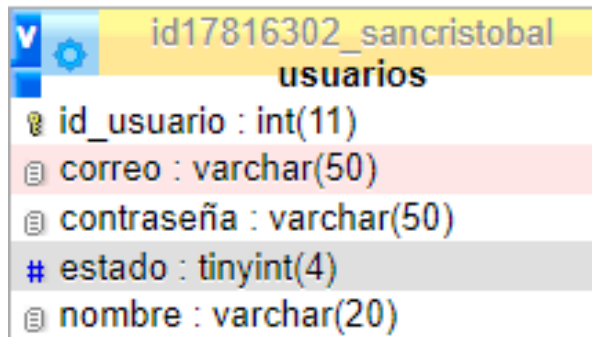 v id17816302_sancristobal
usuarios
id_usuario : int(11)
correo : varchar(50)
contraseña : varchar(50)
# estado : tinyint(4)
nombre : varchar(20)